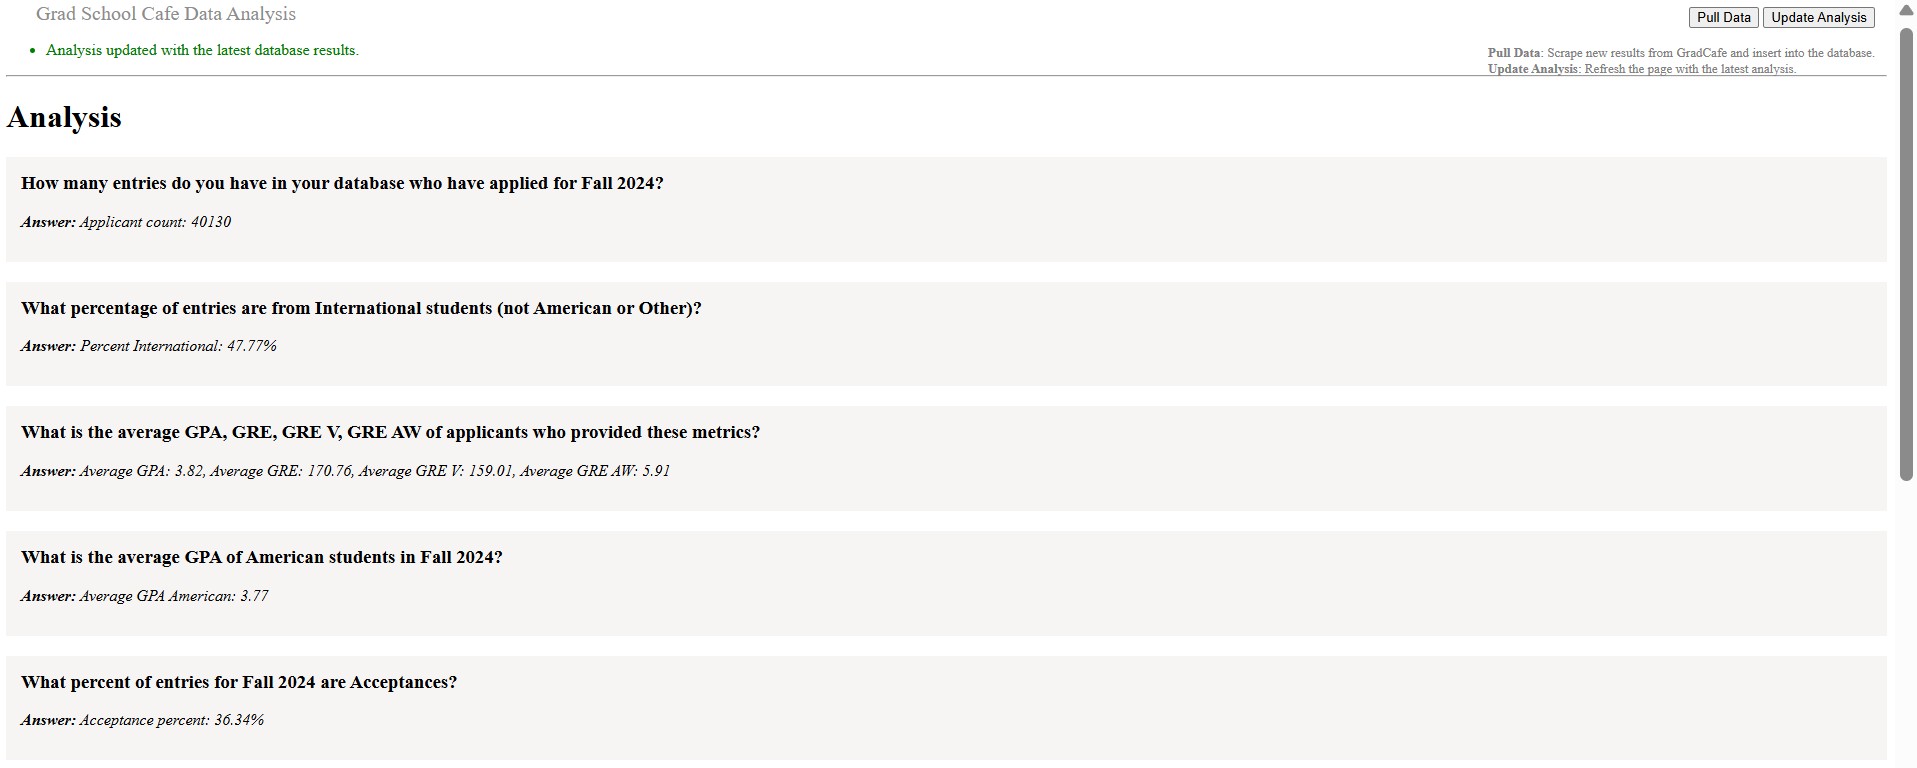 Grad School Cafe Data Analysis
Pull Data Update Analysis
Analysis updated with the latest database results.
Pull Data: Scrape new results from GradCafe and insert into the database.
Update Analysis: Refresh the page with the latest analysis.
Analysis
How many entries do you have in your database who have applied for Fall 2024?
Answer: Applicant count: 40130
What percentage of entries are from International students (not American or Other)?
Answer: Percent International: 47.77%
What is the average GPA, GRE, GRE V, GRE AW of applicants who provided these metrics?
Answer: Average GPA: 3.82, Average GRE: 170.76, Average GRE V: 159.01, Average GRE AW: 5.91
What is the average GPA of American students in Fall 2024?
Answer: Average GPA American: 3.77
What percent of entries for Fall 2024 are Acceptances?
Answer: Acceptance percent: 36.34%